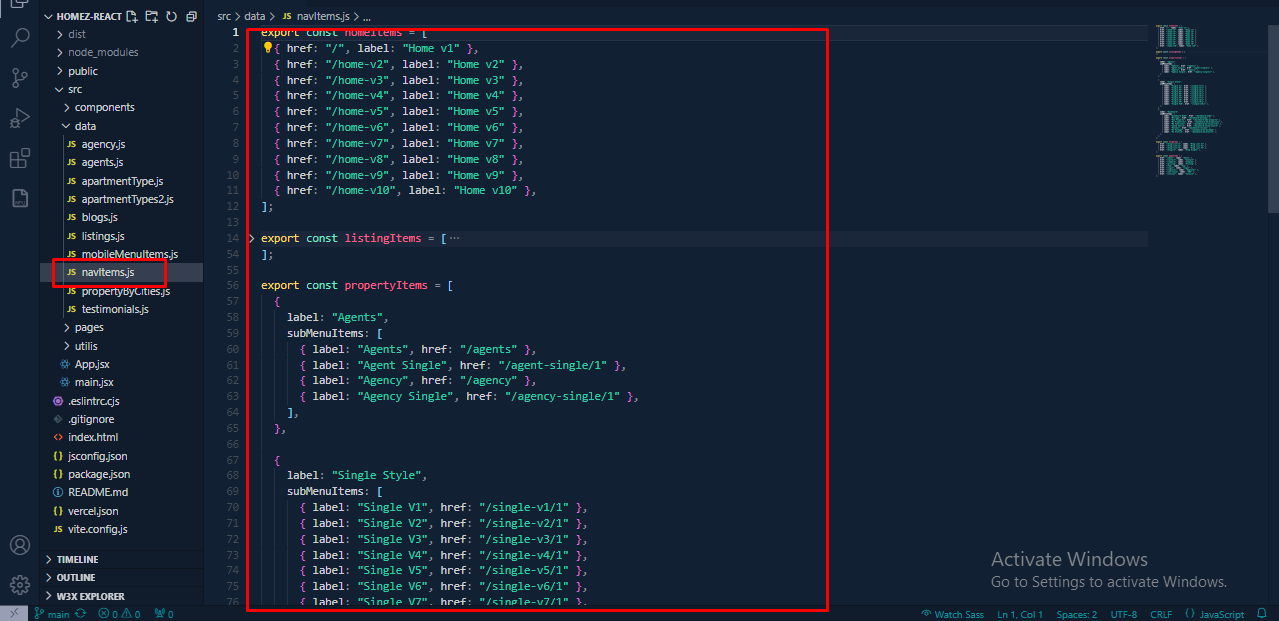 HOMEZ-REACT
dist
node_modules
public
src
components
data
JS agency.js
JS agents.js
JS apartmentType.js
JS apartmentTypes2.js
JS blogs.js
JS listings.js
JS mobileMenuItems.js
JS navItems.js
JS propertyByCities.js
JS testimonials.js
pages
utilis
App.jsx
main.jsx
.eslintrc.cjs
.gitignore
index.html
{} jsconfig.json
{} package.json
README.md
{} vercel.json
JS vite.config.js
TIMELINE
OUTLINE
W3X EXPLORER
src > data > JS navItems.js > ...
1 export const homeItems = [
2 { href: "/", label: "Home v1" },
3 { href: "/home-v2", label: "Home v2" },
4 { href: "/home-v3", label: "Home v3" },
5 { href: "/home-v4", label: "Home v4" },
6 { href: "/home-v5", label: "Home v5" },
7 { href: "/home-v6", label: "Home v6" },
8 { href: "/home-v7", label: "Home v7" },
9 { href: "/home-v8", label: "Home v8" },
10 { href: "/home-v9", label: "Home v9" },
11 { href: "/home-v10", label: "Home v10" },
12 ];
13
14 export const listingItems = [ ...
54 ];
55
56 export const propertyItems = [
57 {
58 label: "Agents",
59 subMenuItems: [
60 { label: "Agents", href: "/agents" },
61 { label: "Agent Single", href: "/agent-single/1" },
62 { label: "Agency", href: "/agency" },
63 { label: "Agency Single", href: "/agency-single/1" },
64 ],
65 },
66
67 {
68 label: "Single Style",
69 subMenuItems: [
70 { label: "Single V1", href: "/single-v1/1" },
71 { label: "Single V2", href: "/single-v2/1" },
72 { label: "Single V3", href: "/single-v3/1" },
73 { label: "Single V4", href: "/single-v4/1" },
74 { label: "Single V5", href: "/single-v5/1" },
75 { label: "Single V6", href: "/single-v6/1" },
76 { label: "Single V7", href: "/single-v7/1" },
Activate Windows
Go to Settings to activate Windows.
main 0 0 0 Watch Sass Ln 1, Col 1 Spaces: 2 UTF-8 CRLF {} JavaScript